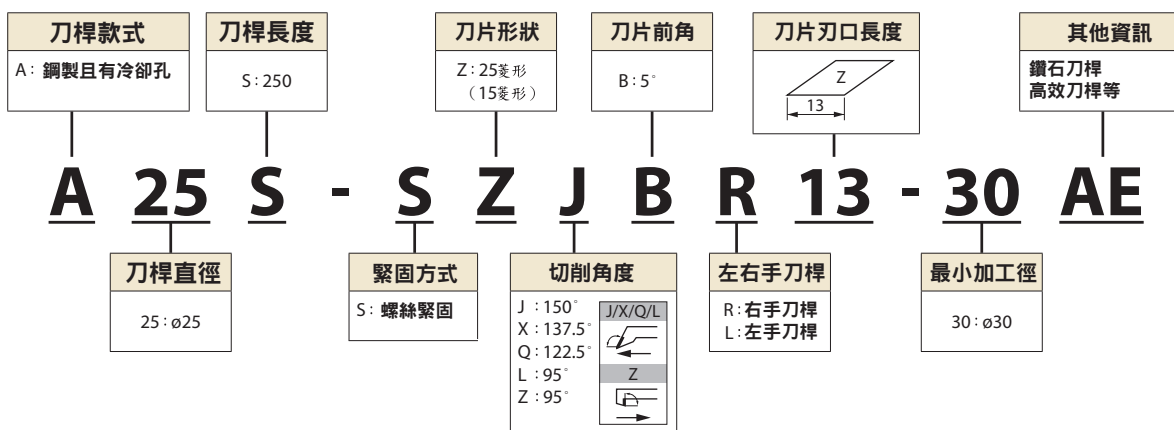 刀桿款式
A：鋼製且有冷卻孔
刀桿長度
S：250
刀片形狀
Z：25菱形
（15菱形）
刀片前角
B：5°
刀片刃口長度
Z
13
其他資訊
鑽石刀桿
高效刀桿等
A 25 S - S Z J B R 13 - 30 AE
刀桿直徑
25：ø25
緊固方式
S：螺絲緊固
切削角度
J：150°
X：137.5°
Q：122.5°
L：95°
Z：95°
J/X/Q/L
Z
左右手刀桿
R：右手刀桿
L：左手刀桿
最小加工徑
30：ø30